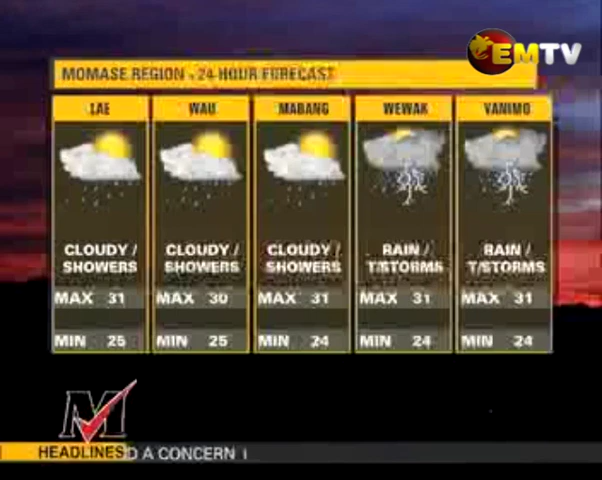 EMTV
MOMASE REGION - 24 HOUR FORECAST
LAE WAU MABANG WEWAK VANIMO
CLOUDY / CLOUDY / CLOUDY / RAIN / RAIN /
SHOWERS SHOWERS SHOWERS T/STORMS T/STORMS
MAX 31 MAX 30 MAX 31 MAX 31 MAX 31
MIN 25 MIN 25 MIN 24 MIN 24 MIN 24
M
HEADLINES D A CONCERN I